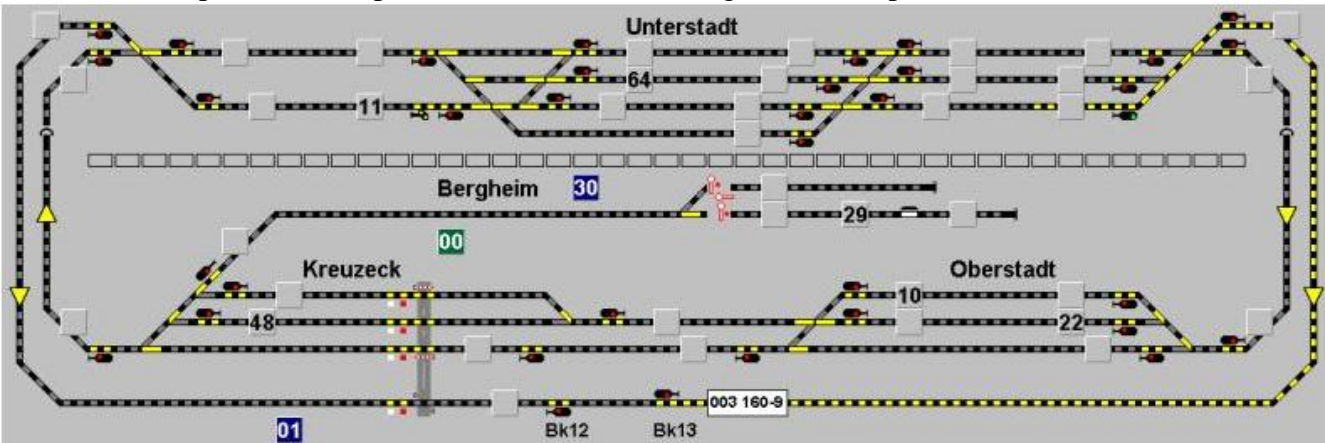 Unterstadt
64
11
Bergheim 30
29
00
Kreuzeck Oberstadt
10
48 22
003 160-9
01 Bk12 Bk13